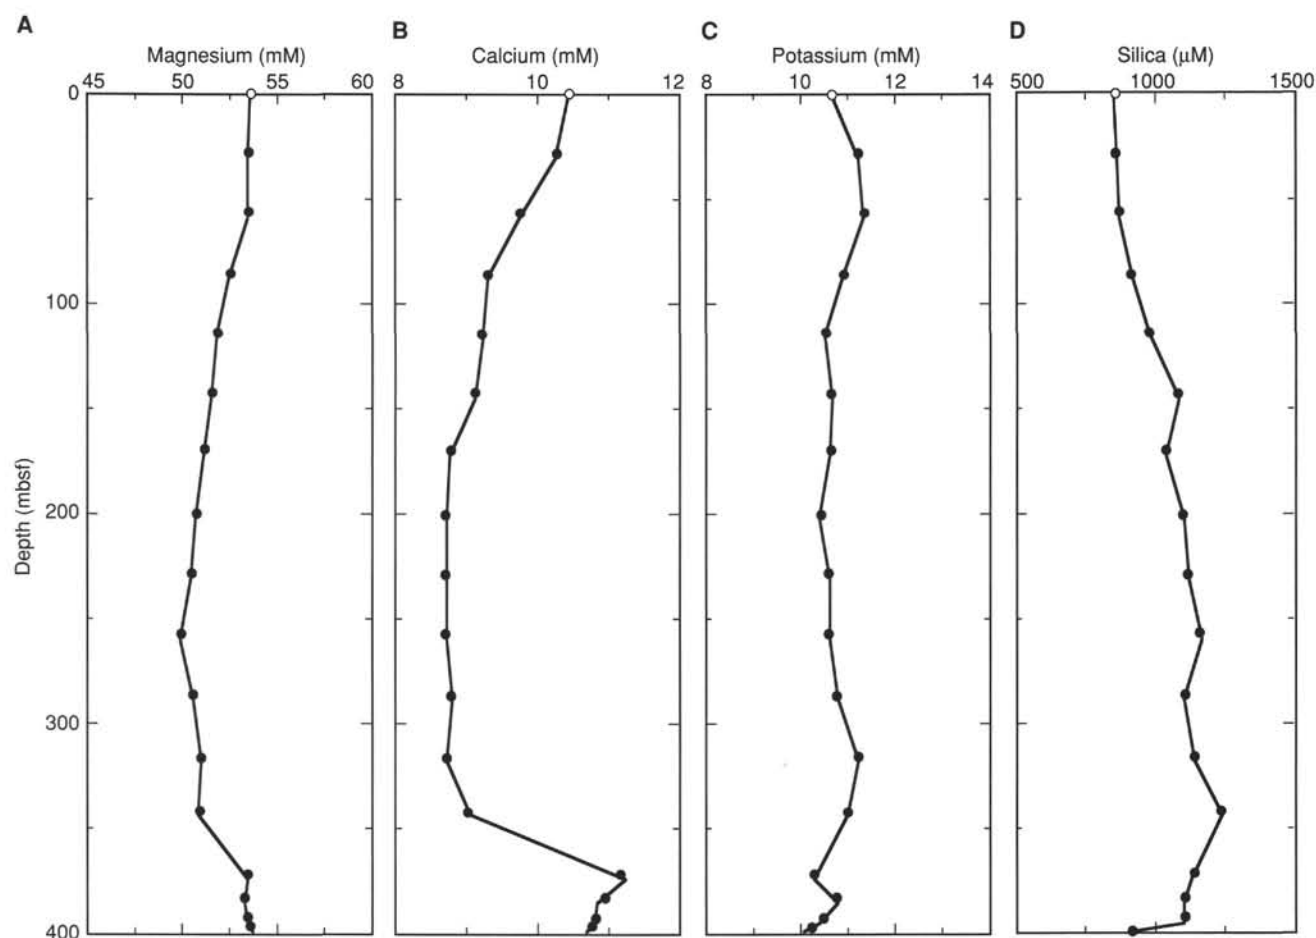 A B C D
Magnesium (mM) Calcium (mM) Potassium (mM) Silica (μM)
45 50 55 60 8 10 12 8 10 12 14 500 1000 1500
0
100
200
300
400
Depth (mbsf)